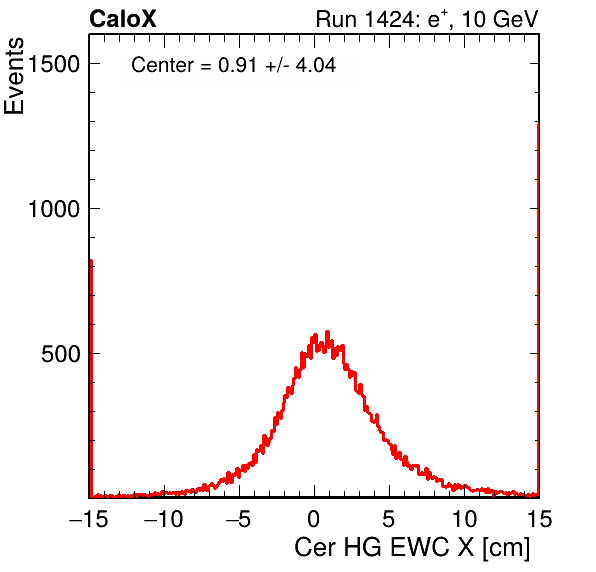 CaloX
Run 1424: e⁺, 10 GeV
Events
Center = 0.91 +/- 4.04
1500
1000
500
−15 −10 −5 0 5 10 15
Cer HG EWC X [cm]